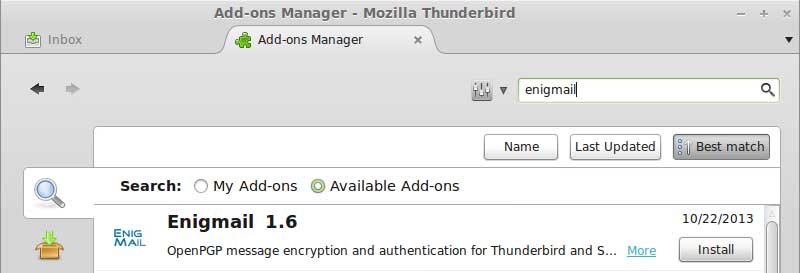 Add-ons Manager - Mozilla Thunderbird
Inbox
Add-ons Manager
enigmail
Name
Last Updated
Best match
Search:
My Add-ons
Available Add-ons
ENIG
MAIL
Enigmail 1.6
10/22/2013
OpenPGP message encryption and authentication for Thunderbird and S...
More
Install